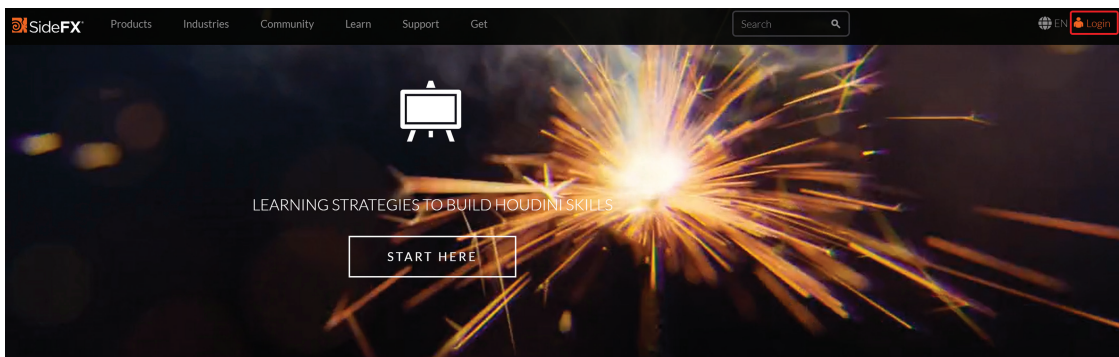 SideFX®
Products
Industries
Community
Learn
Support
Get
Search
EN
Login
LEARNING STRATEGIES TO BUILD HOUDINI SKILLS
START HERE